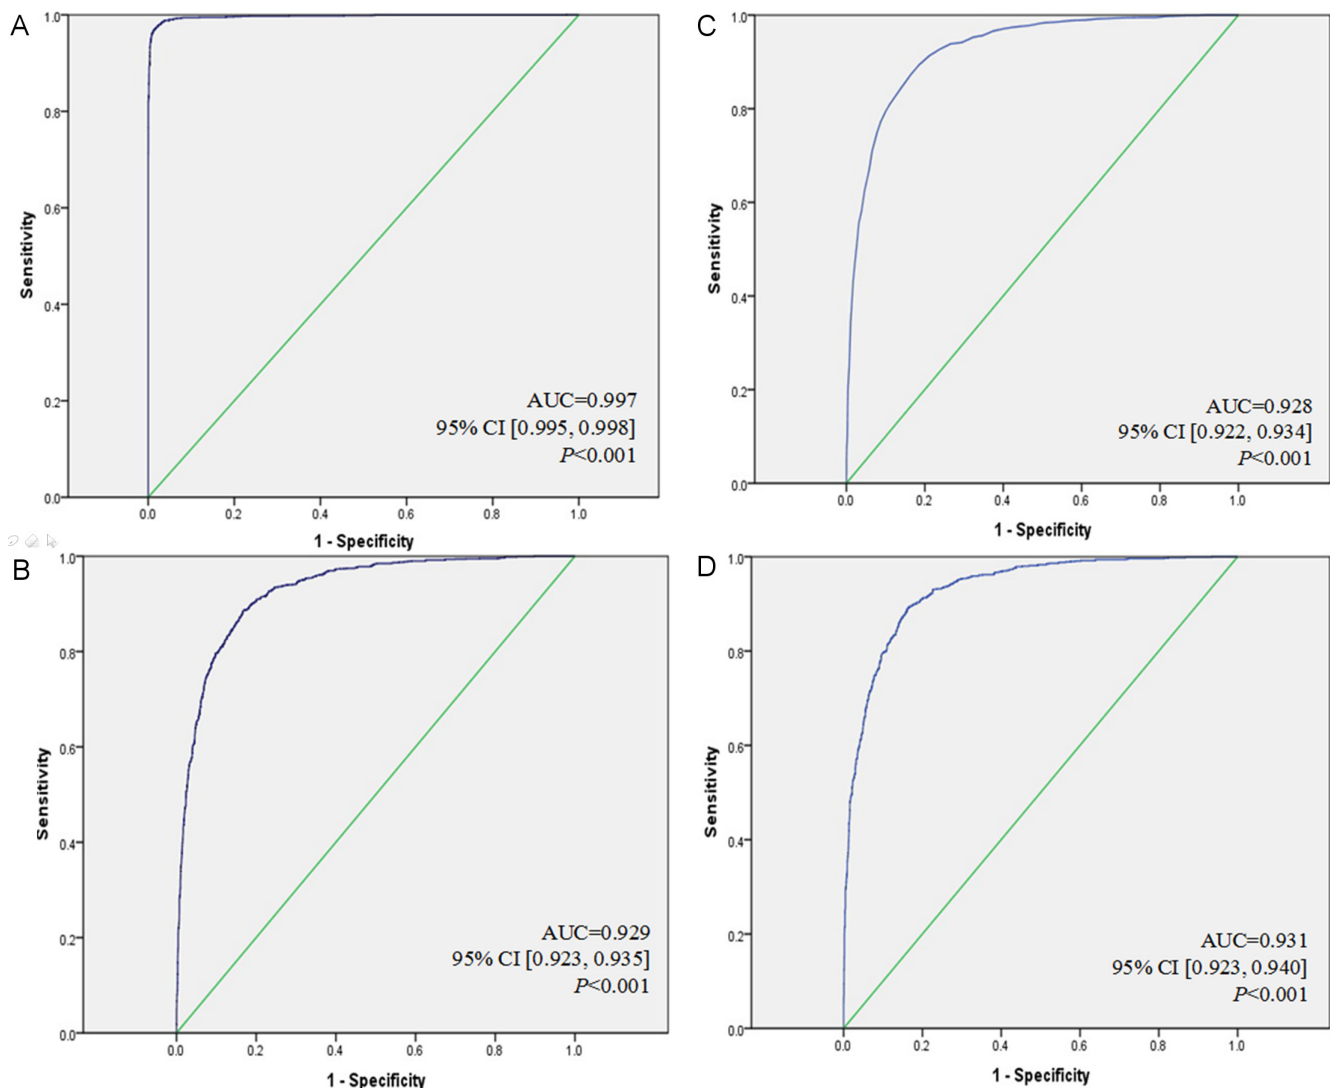 A
1.0
0.8
0.6
0.4
0.2
0.0
Sensitivity
AUC=0.997
95% CI [0.995, 0.998]
P<0.001
0.0 0.2 0.4 0.6 0.8 1.0
1 - Specificity
C
1.0
0.8
0.6
0.4
0.2
0.0
Sensitivity
AUC=0.928
95% CI [0.922, 0.934]
P<0.001
0.0 0.2 0.4 0.6 0.8 1.0
1 - Specificity
B
1.0
0.8
0.6
0.4
0.2
0.0
Sensitivity
AUC=0.929
95% CI [0.923, 0.935]
P<0.001
0.0 0.2 0.4 0.6 0.8 1.0
1 - Specificity
D
1.0
0.8
0.6
0.4
0.2
0.0
Sensitivity
AUC=0.931
95% CI [0.923, 0.940]
P<0.001
0.0 0.2 0.4 0.6 0.8 1.0
1 - Specificity